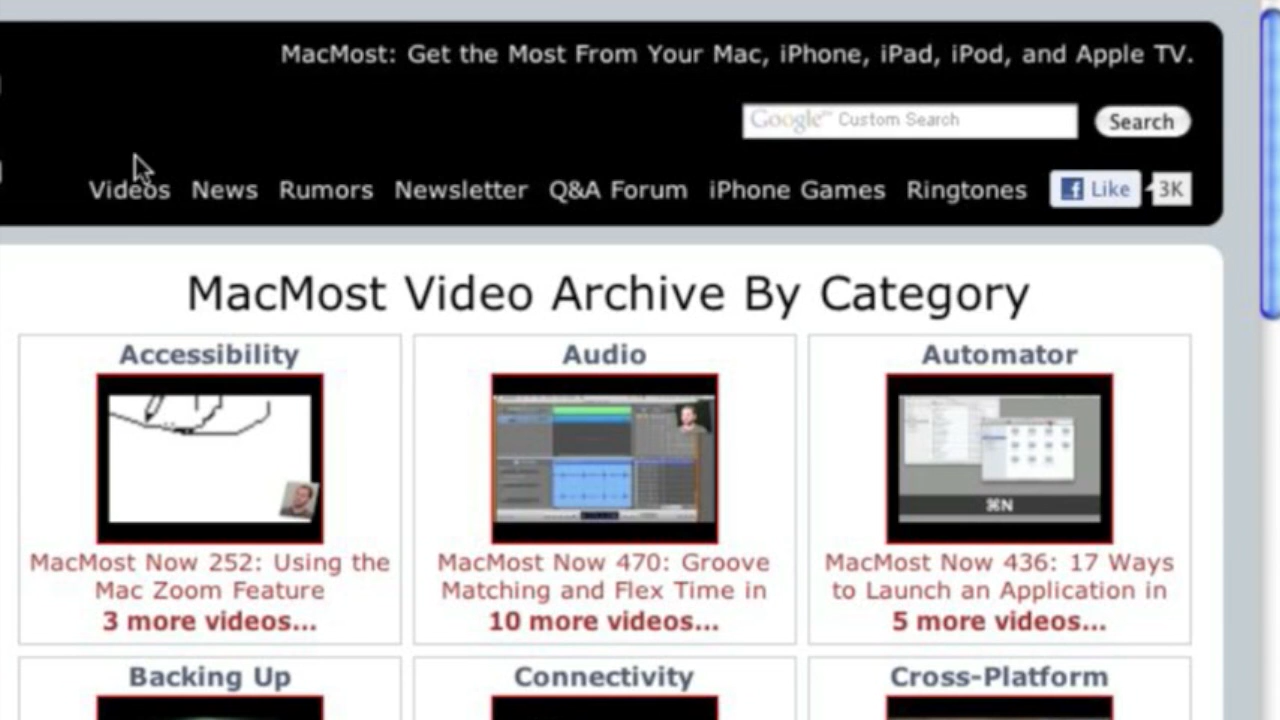 MacMost: Get the Most From Your Mac, iPhone, iPad, iPod, and Apple TV.
Google™ Custom Search
Search
Videos News Rumors Newsletter Q&A Forum iPhone Games Ringtones Like 3K
MacMost Video Archive By Category
Accessibility
Audio
Automator
⌘N
MacMost Now 252: Using the
Mac Zoom Feature
3 more videos...
MacMost Now 470: Groove
Matching and Flex Time in
10 more videos...
MacMost Now 436: 17 Ways
to Launch an Application in
5 more videos...
Backing Up
Connectivity
Cross-Platform